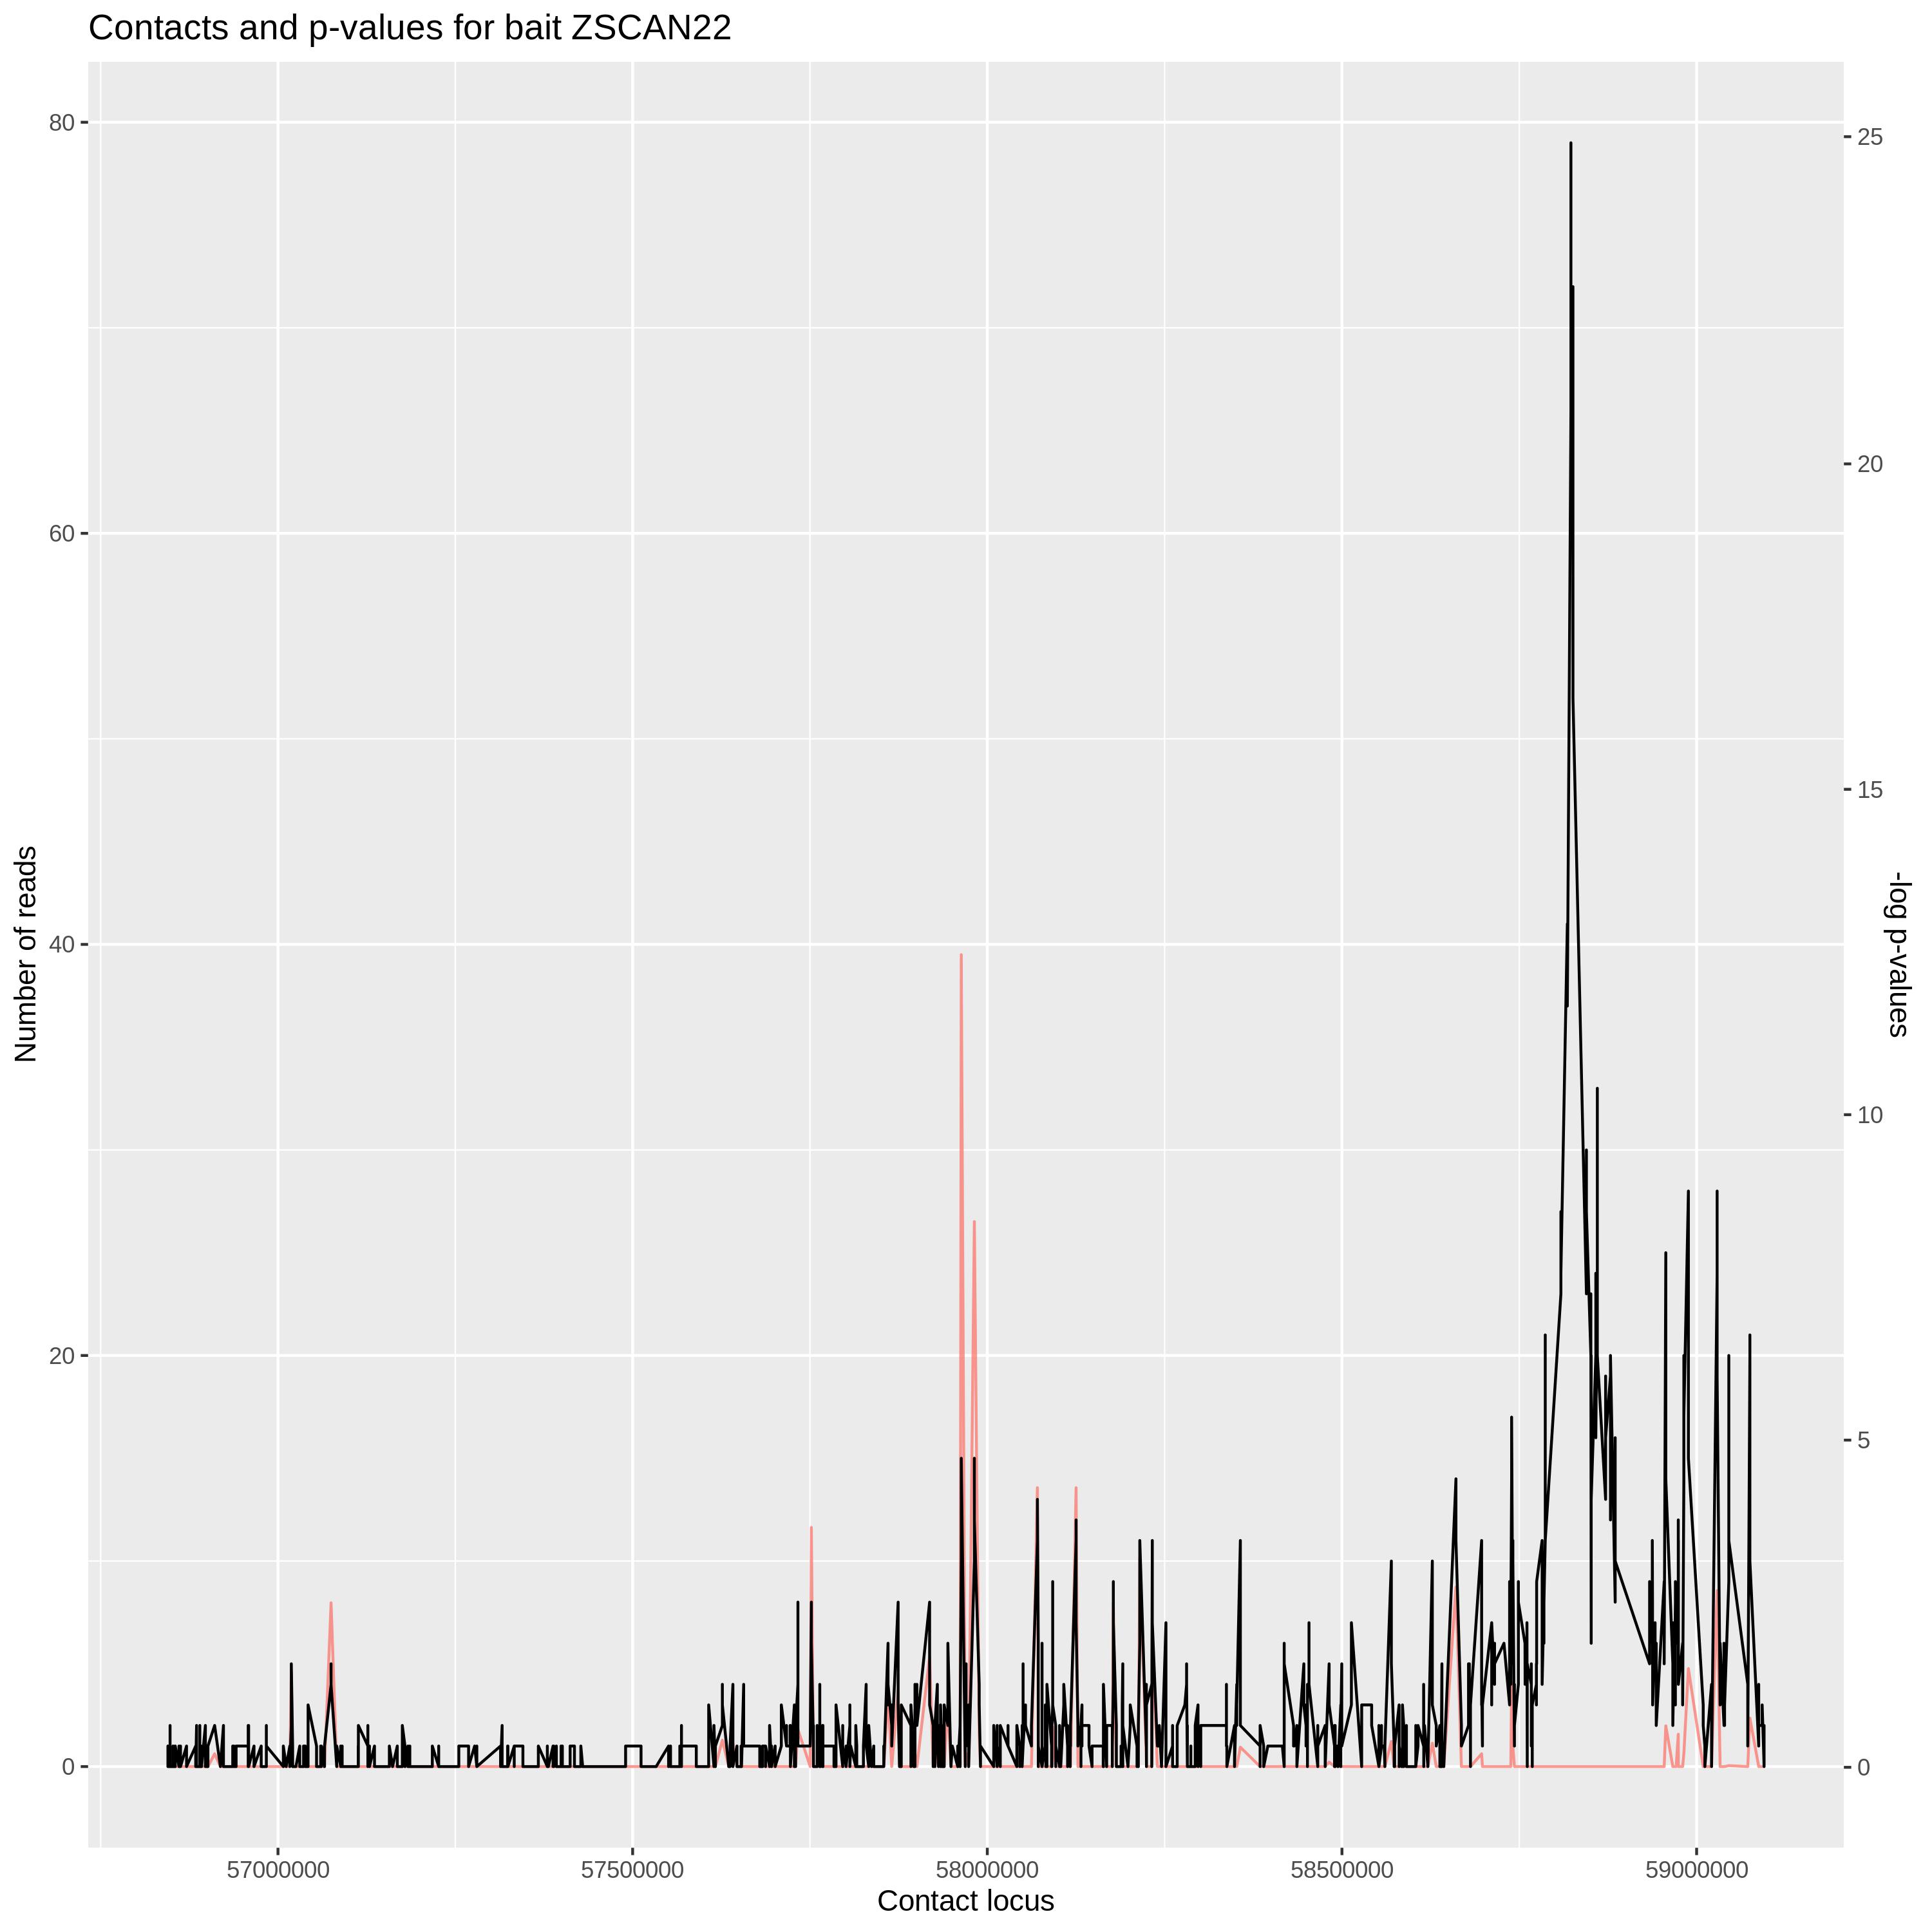 Contacts and p-values for bait ZSCAN22
80
60
40
20
0
Number of reads
25
20
15
10
5
0
-log p-values
57000000 57500000 58000000 58500000 59000000
Contact locus